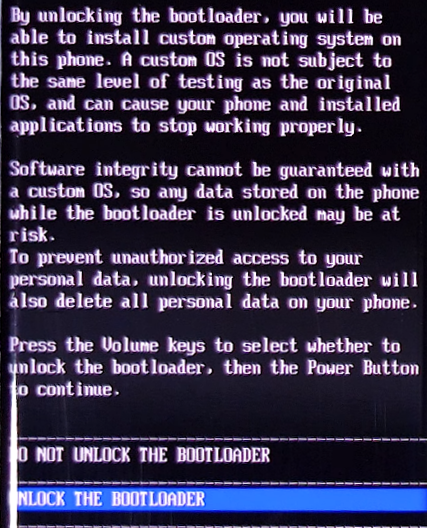 By unlocking the bootloader, you will be
able to install custom operating system on
this phone. A custom OS is not subject to
the same level of testing as the original
OS, and can cause your phone and installed
applications to stop working properly.
Software integrity cannot be guaranteed with
a custom OS, so any data stored on the phone
while the bootloader is unlocked may be at
risk.
To prevent unauthorized access to your
personal data, unlocking the bootloader will
also delete all personal data on your phone.
Press the Volume keys to select whether to
unlock the bootloader, then the Power Button
to continue.
DO NOT UNLOCK THE BOOTLOADER
UNLOCK THE BOOTLOADER